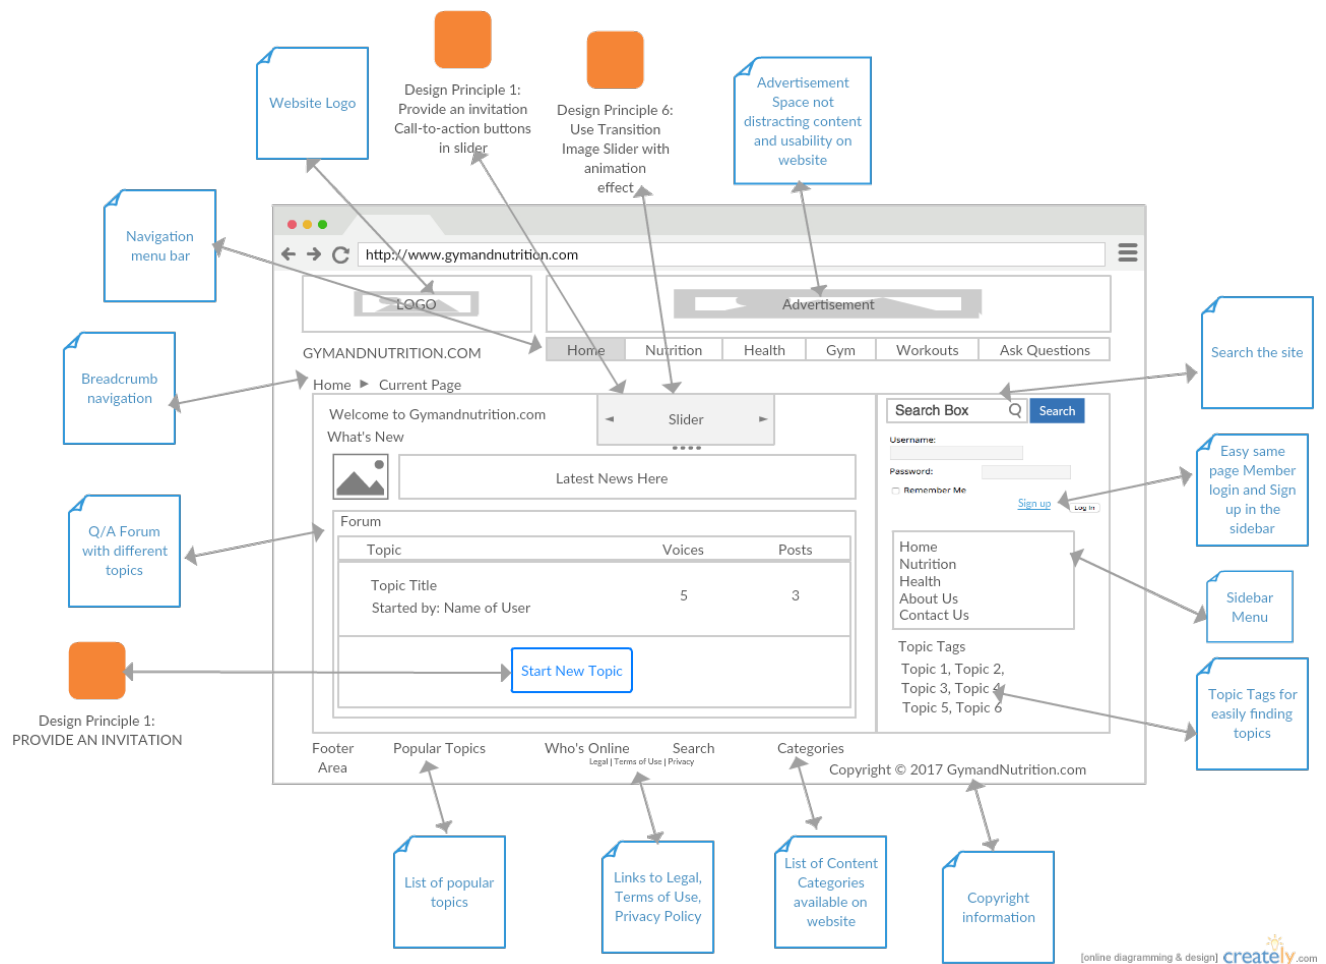 Website Logo
Design Principle 1:
Provide an invitation
Call-to-action buttons
in slider
Design Principle 6:
Use Transition
Image Slider with
animation
effect
Advertisement
Space not
distracting content
and usability on
website
Navigation
menu bar
http://www.gymandnutrition.com
LOGO
Advertisement
GYMANDNUTRITION.COM
Home Nutrition Health Gym Workouts Ask Questions
Search the site
Breadcrumb
navigation
Home ► Current Page
Welcome to Gymandnutrition.com
What's New
Slider
Search Box
Search
Username:
Password:
Remember Me
Sign up
Log In
Easy same
page Member
login and Sign
up in the
sidebar
Latest News Here
Q/A Forum
with different
topics
Forum
Topic Voices Posts
Topic Title
Started by: Name of User
5 3
Start New Topic
Home
Nutrition
Health
About Us
Contact Us
Sidebar
Menu
Topic Tags
Topic 1, Topic 2,
Topic 3, Topic 4,
Topic 5, Topic 6
Topic Tags for
easily finding
topics
Design Principle 1:
PROVIDE AN INVITATION
Footer
Area
Popular Topics
Who's Online
Search
Categories
Legal | Terms of Use | Privacy
Copyright © 2017 GymandNutrition.com
List of popular
topics
Links to Legal,
Terms of Use,
Privacy Policy
List of Content
Categories
available on
website
Copyright
information
[online diagramming & design] creately.com